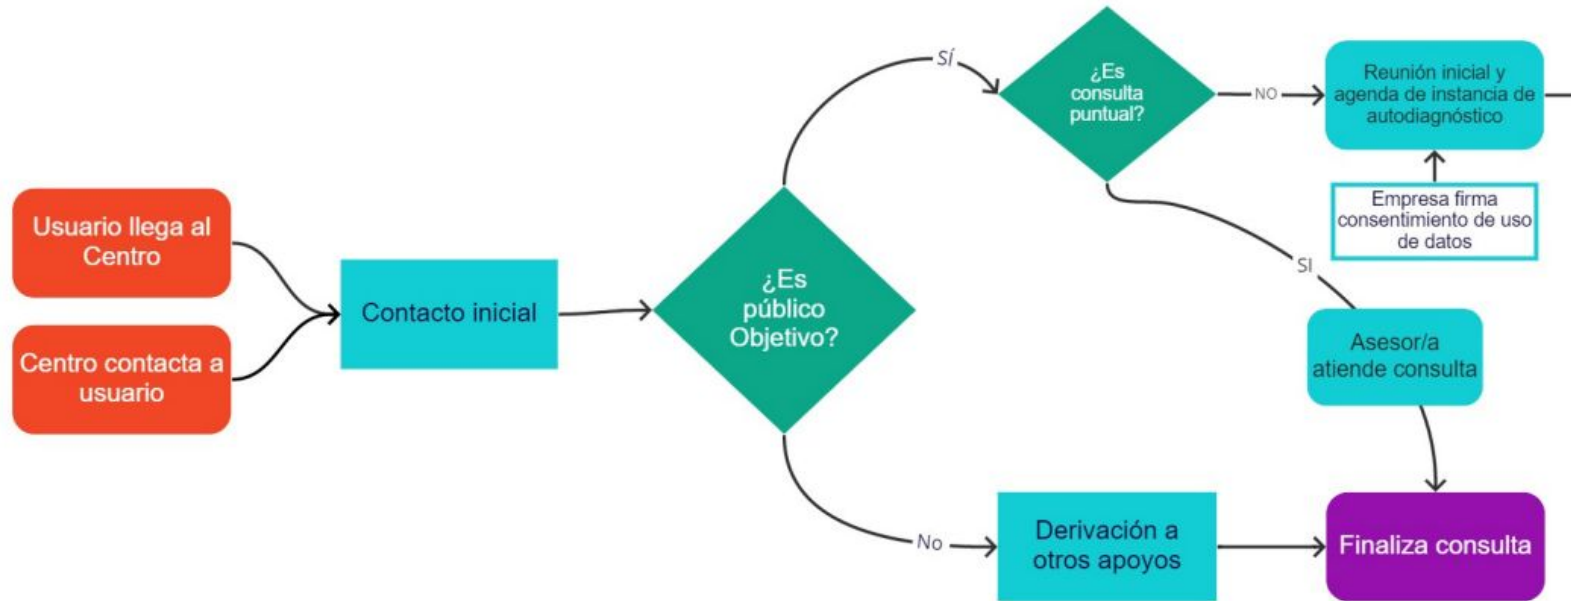 Usuario llega al
Centro
Centro contacta a
usuario
Contacto inicial
¿Es
público
Objetivo?
SÍ
No
¿Es
consulta
puntual?
NO
SI
Reunión inicial y
agenda de instancia de
autodiagnóstico
Empresa firma
consentimiento de uso
de datos
Asesor/a
atiende consulta
Derivación a
otros apoyos
Finaliza consulta